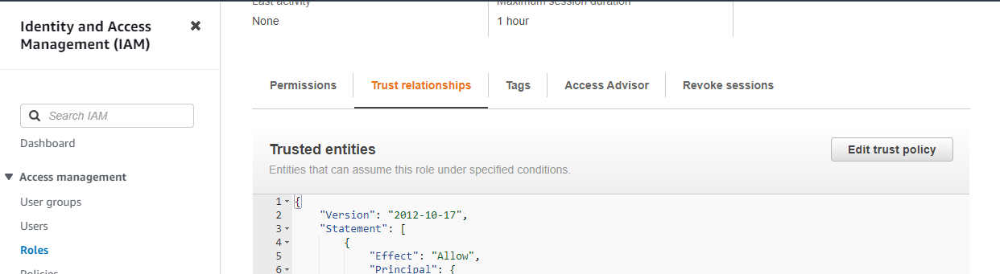 Last activity
Maximum session duration
None
1 hour
Identity and Access
Management (IAM)
Search IAM
Dashboard
Access management
User groups
Users
Roles
Policies
Permissions
Trust relationships
Tags
Access Advisor
Revoke sessions
Trusted entities
Edit trust policy
Entities that can assume this role under specified conditions.
1 {
2 "Version": "2012-10-17",
3 "Statement": [
4 {
5 "Effect": "Allow",
6 "Principal": {